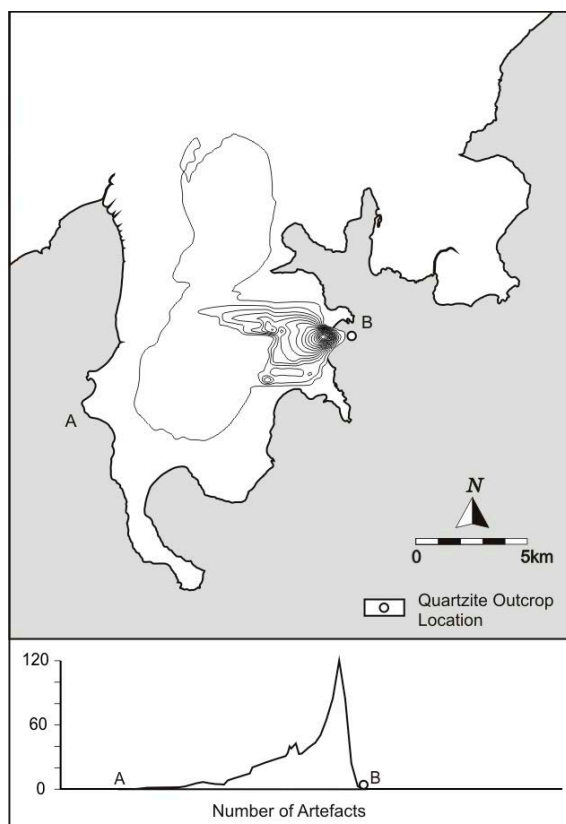 B
A
N
0 5km
Quartzite Outcrop
Location
120
60
0
A
B
Number of Artefacts